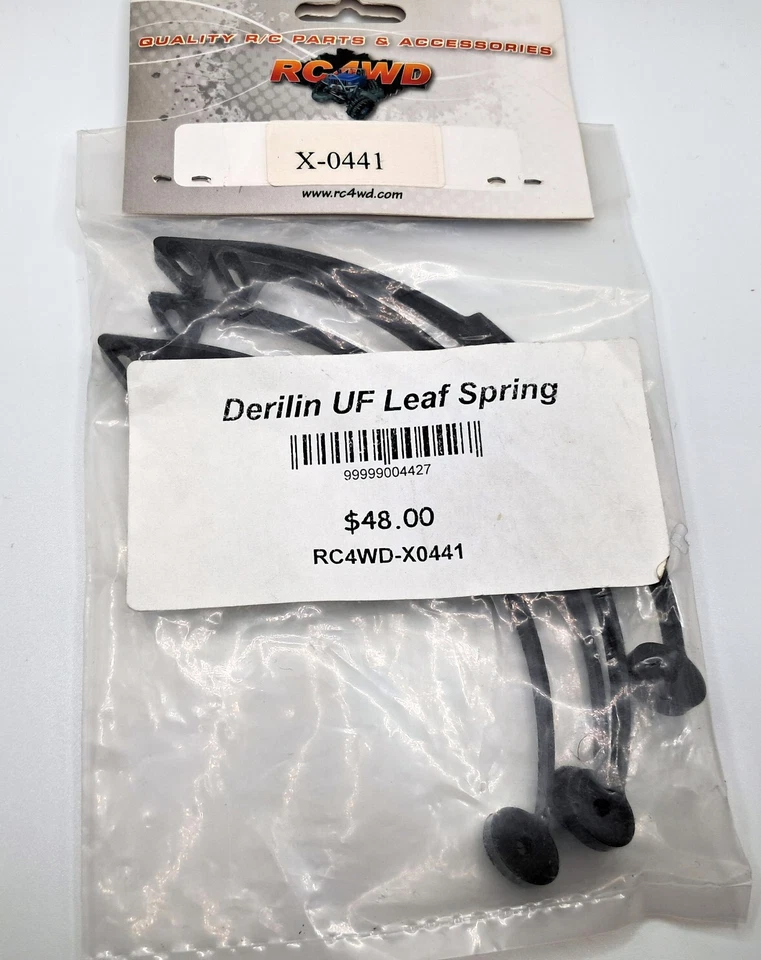 QUALITY R/C PARTS & ACCESSORIES
RC4WD
X-0441
www.rc4wd.com
Derilin UF Leaf Spring
99999004427
$48.00
RC4WD-X0441